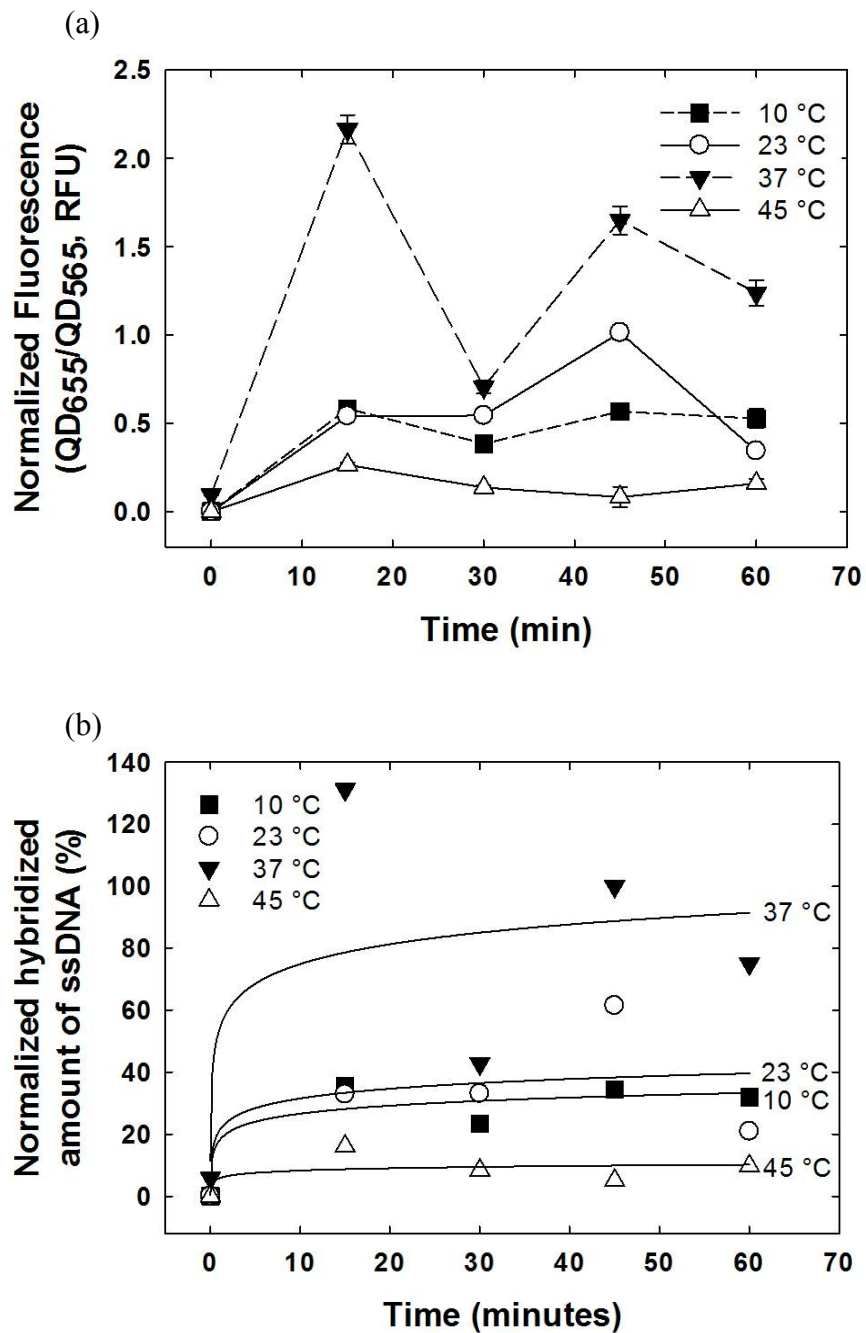 (a)
Normalized Fluorescence
(QD655/QD565, RFU)
2.5
2.0
1.5
1.0
0.5
0.0
10 °C
23 °C
37 °C
45 °C
0 10 20 30 40 50 60 70
Time (min)
(b)
Normalized hybridized
amount of ssDNA (%)
140
120
100
80
60
40
20
0
10 °C
23 °C
37 °C
45 °C
37 °C
23 °C
10 °C
45 °C
0 10 20 30 40 50 60 70
Time (minutes)